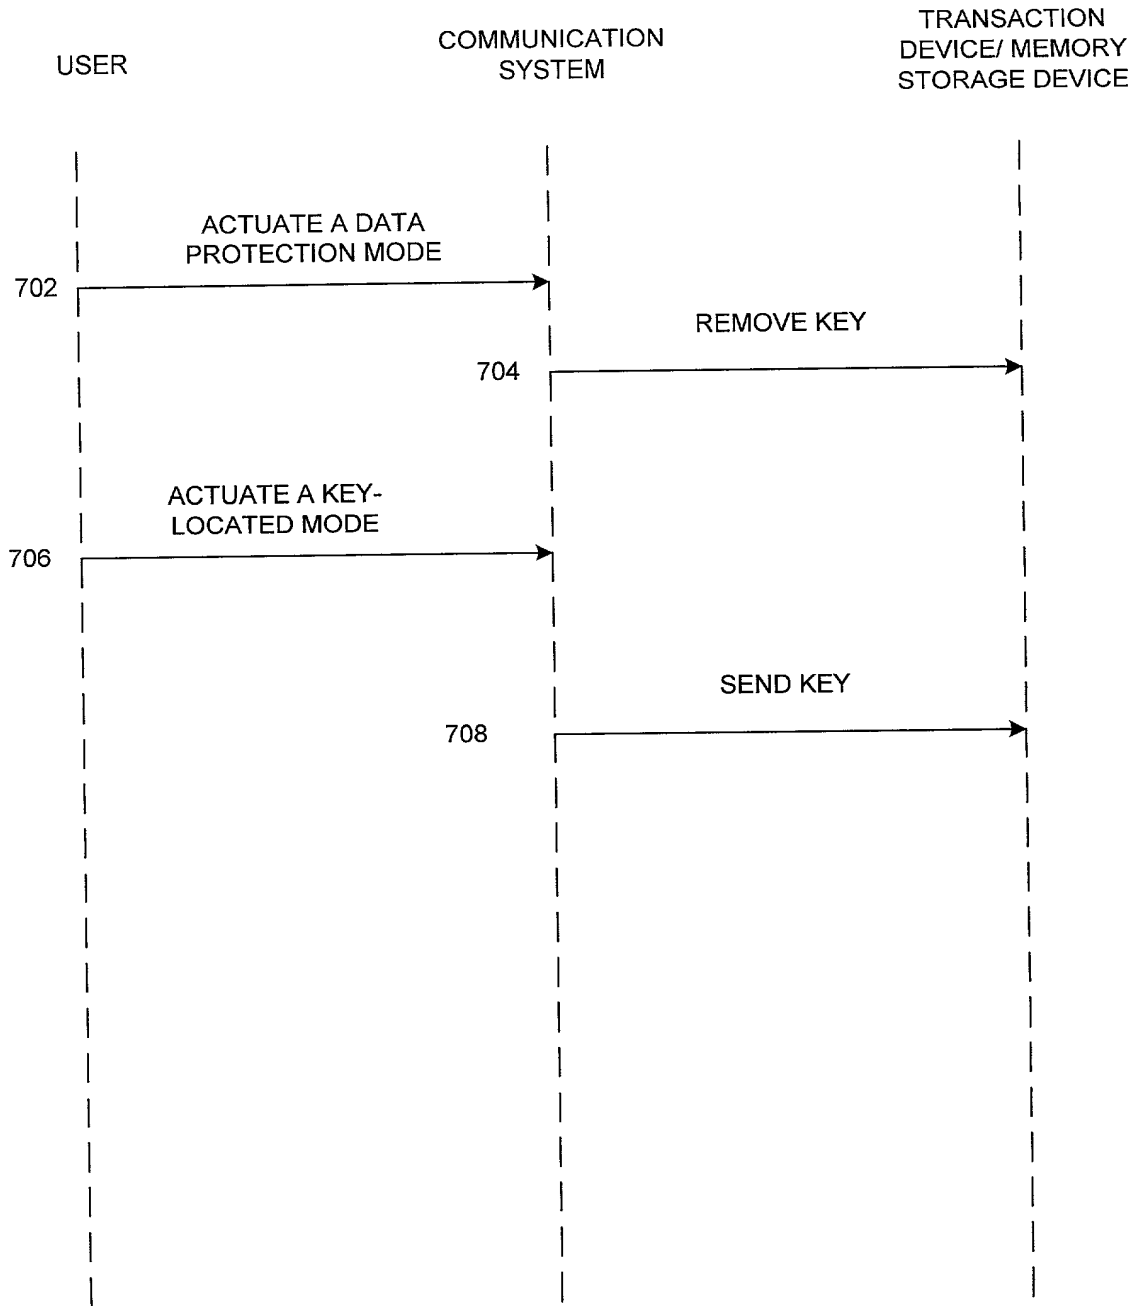 USER
COMMUNICATION
SYSTEM
TRANSACTION
DEVICE/ MEMORY
STORAGE DEVICE
ACTUATE A DATA
PROTECTION MODE
702
REMOVE KEY
704
ACTUATE A KEY-
LOCATED MODE
706
SEND KEY
708